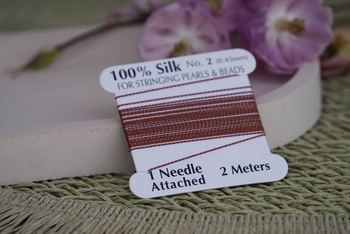 100% Silk No. 2 (0.45mm)
FOR STRINGING PEARLS & BEADS
1 Needle
Attached 2 Meters